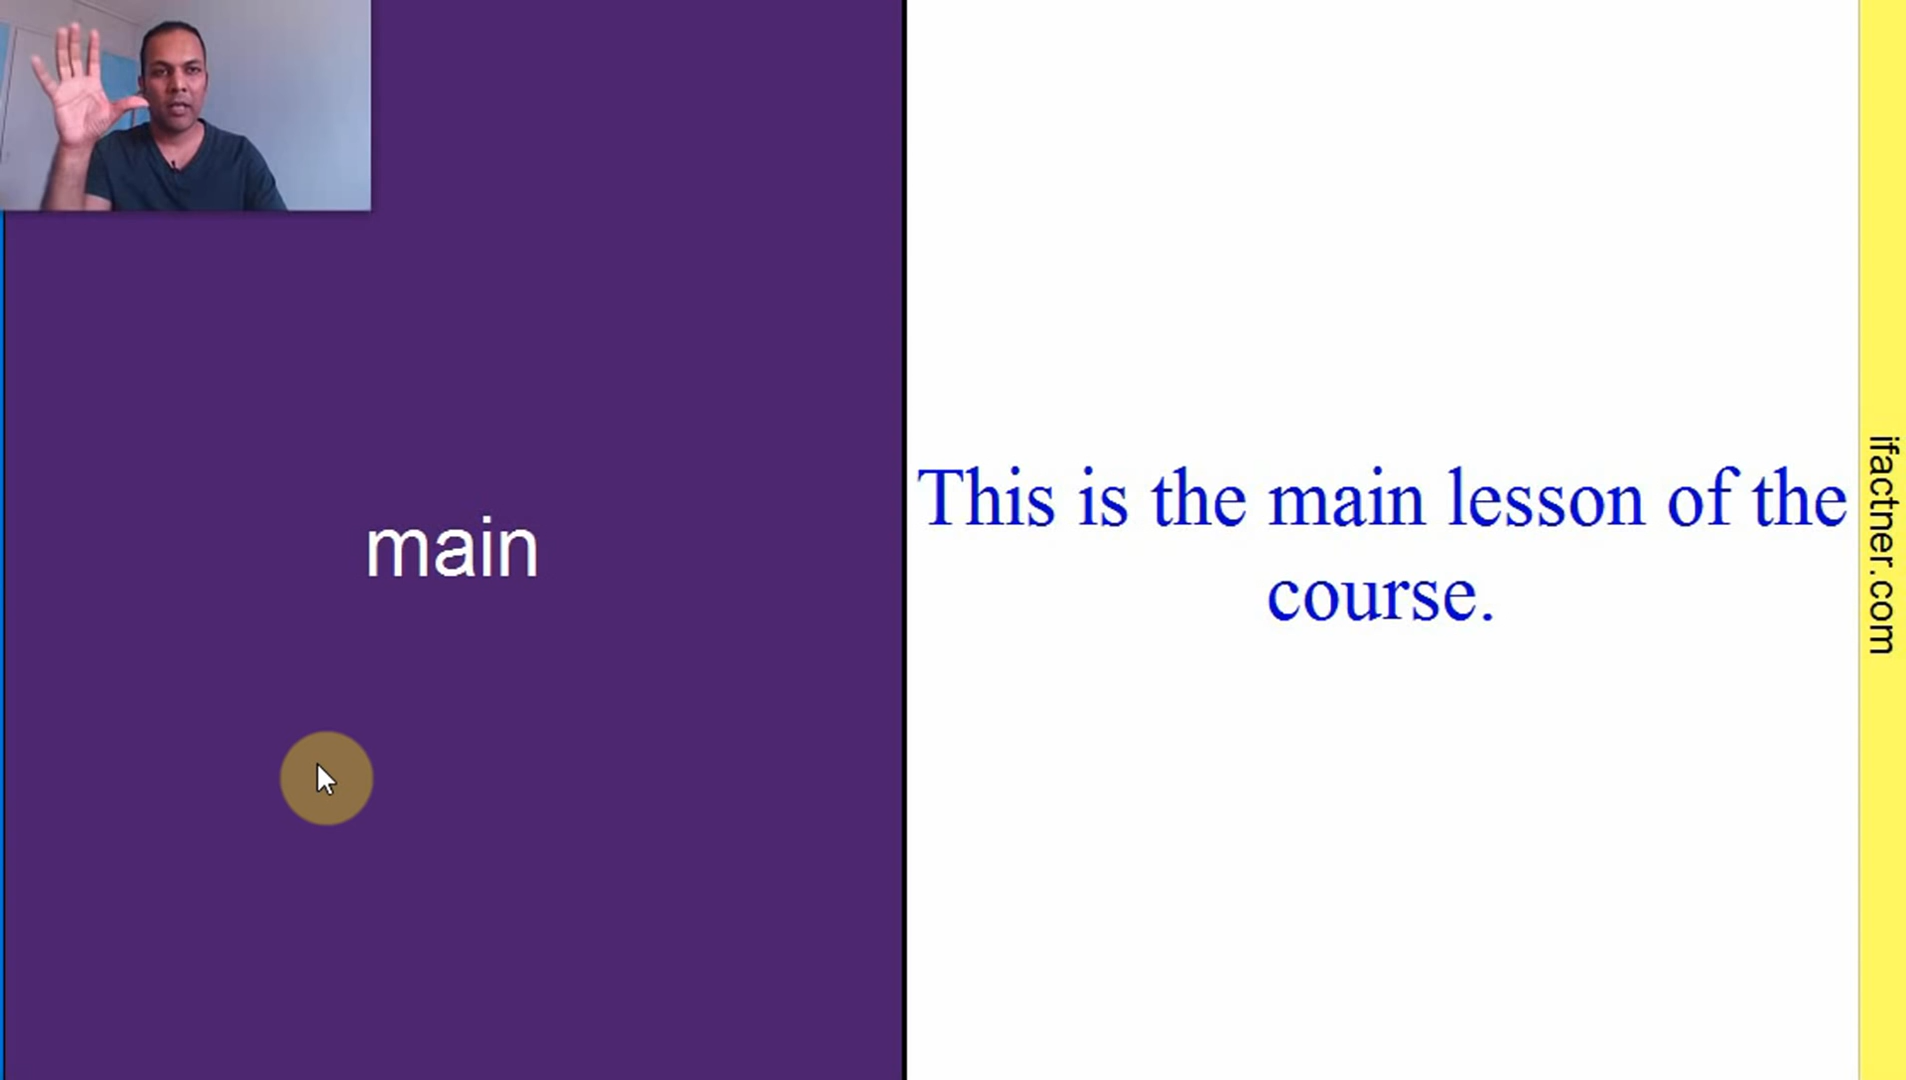 main
This is the main lesson of the
course.
ifactner.com